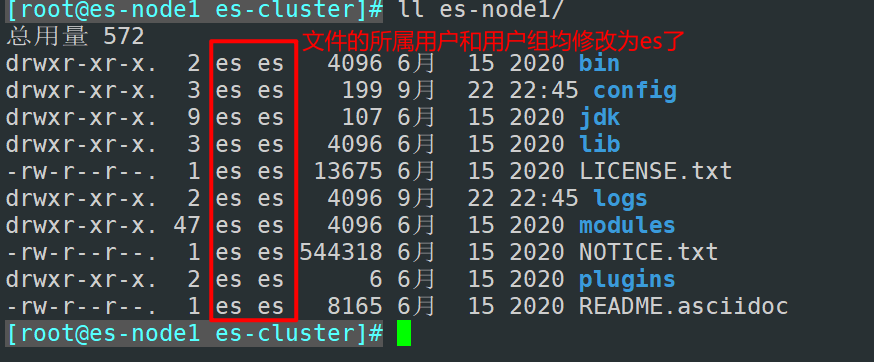 [root@es-node1 es-cluster]# ll es-node1/
总用量 572 文件的所属用户和用户组均修改为es了
drwxr-xr-x. 2 es es 4096 6月 15 2020 bin
drwxr-xr-x. 3 es es 199 9月 22 22:45 config
drwxr-xr-x. 9 es es 107 6月 15 2020 jdk
drwxr-xr-x. 3 es es 4096 6月 15 2020 lib
-rw-r--r--. 1 es es 13675 6月 15 2020 LICENSE.txt
drwxr-xr-x. 2 es es 4096 9月 22 22:45 logs
drwxr-xr-x. 47 es es 4096 6月 15 2020 modules
-rw-r--r--. 1 es es 544318 6月 15 2020 NOTICE.txt
drwxr-xr-x. 2 es es 6 6月 15 2020 plugins
-rw-r--r--. 1 es es 8165 6月 15 2020 README.asciidoc
[root@es-node1 es-cluster]#